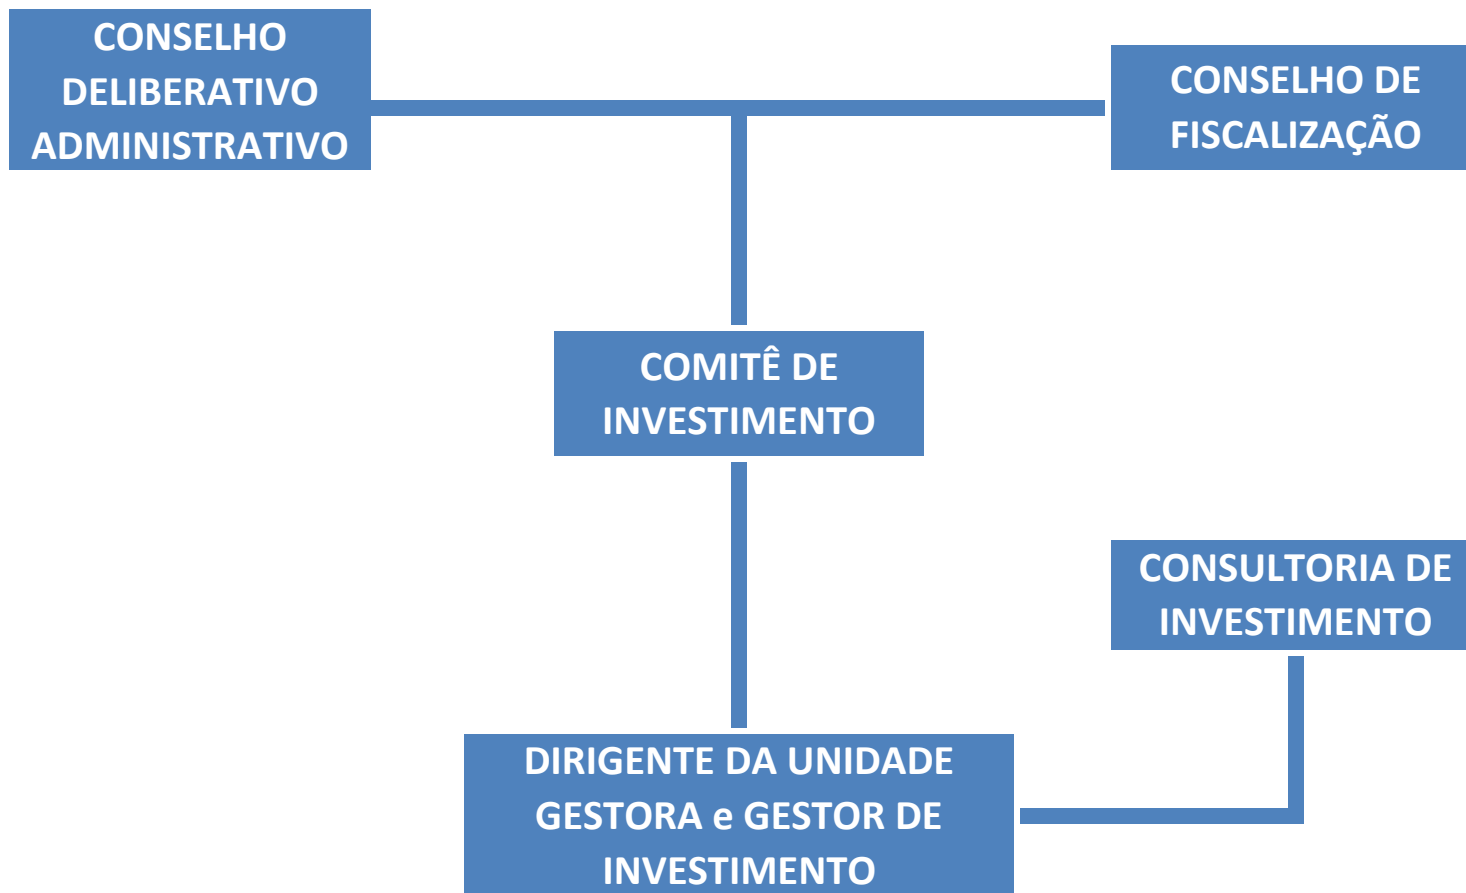 CONSELHO
DELIBERATIVO
ADMINISTRATIVO
CONSELHO DE
FISCALIZAÇÃO
COMITÊ DE
INVESTIMENTO
CONSULTORIA DE
INVESTIMENTO
DIRIGENTE DA UNIDADE
GESTORA e GESTOR DE
INVESTIMENTO